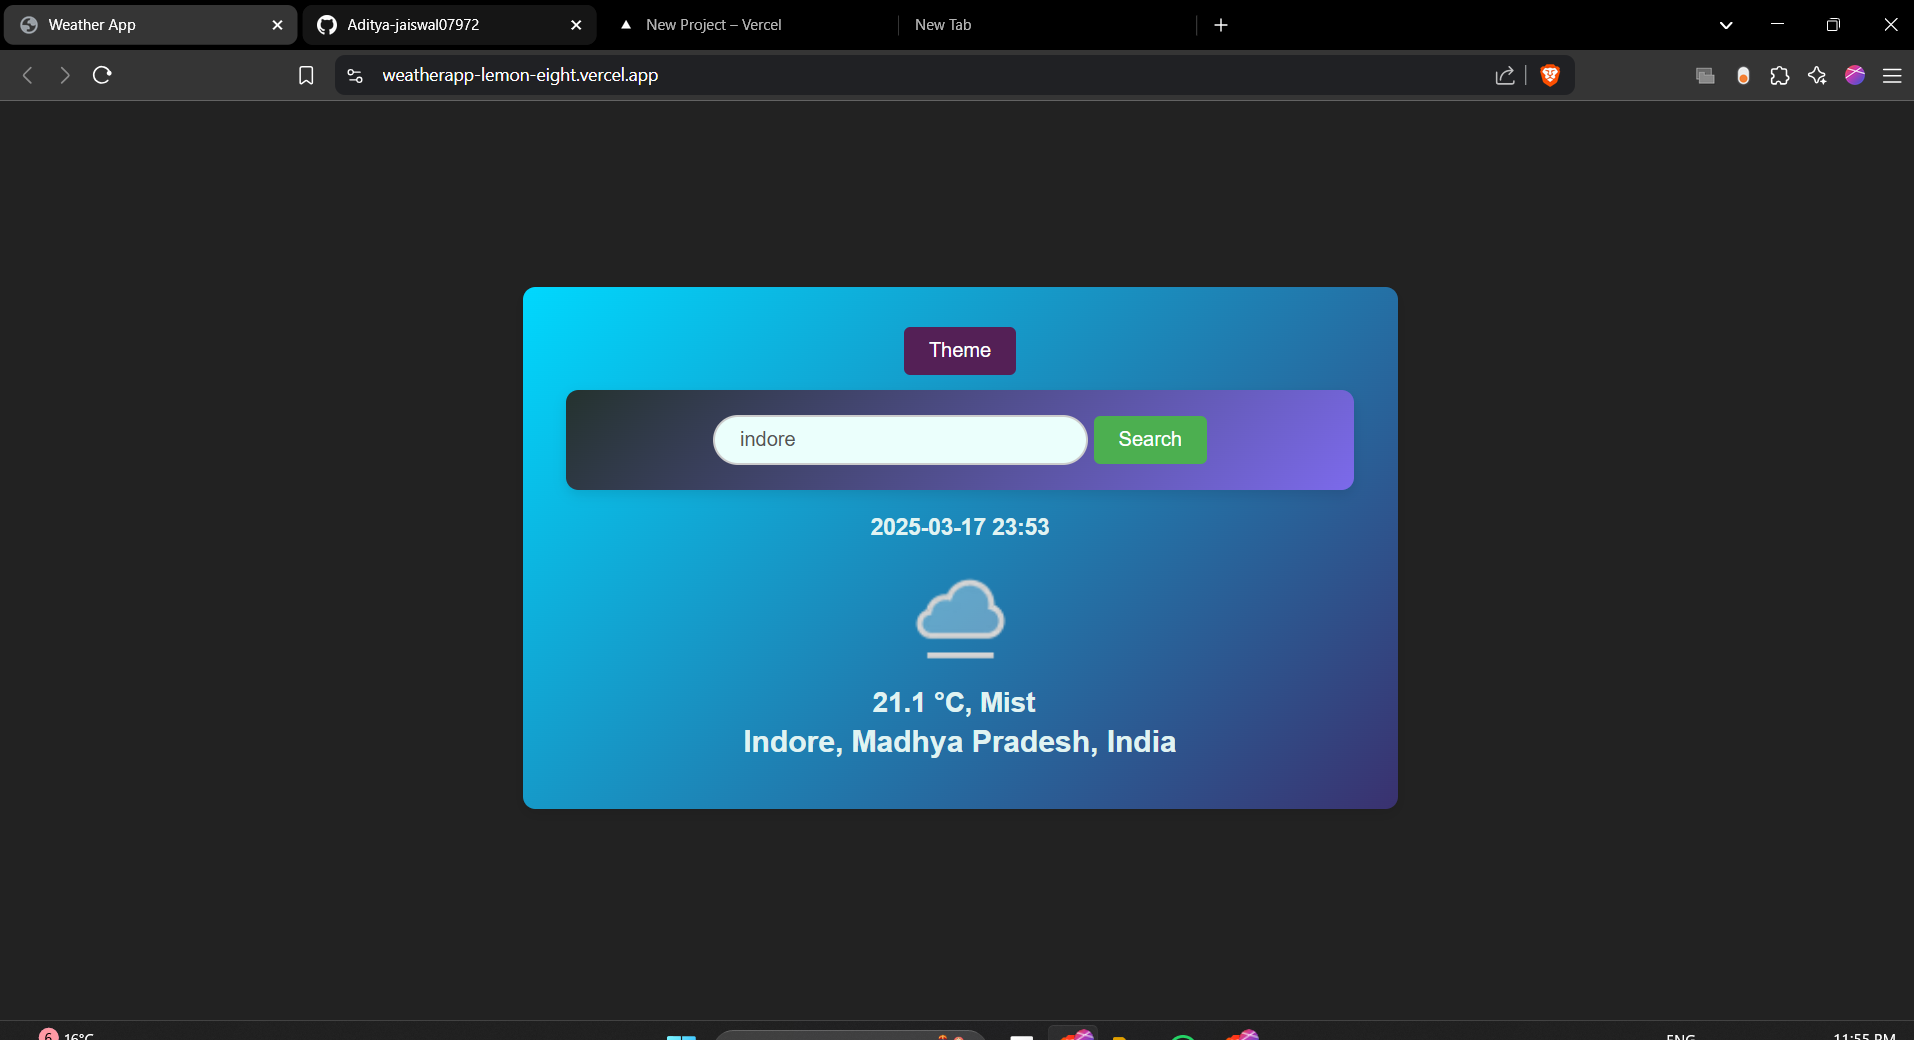 Weather App
Aditya-jaiswal07972
New Project – Vercel
New Tab
weatherapp-lemon-eight.vercel.app
Theme
indore
Search
2025-03-17 23:53
21.1 °C, Mist
Indore, Madhya Pradesh, India
6
16°C
ENG
11:55 PM